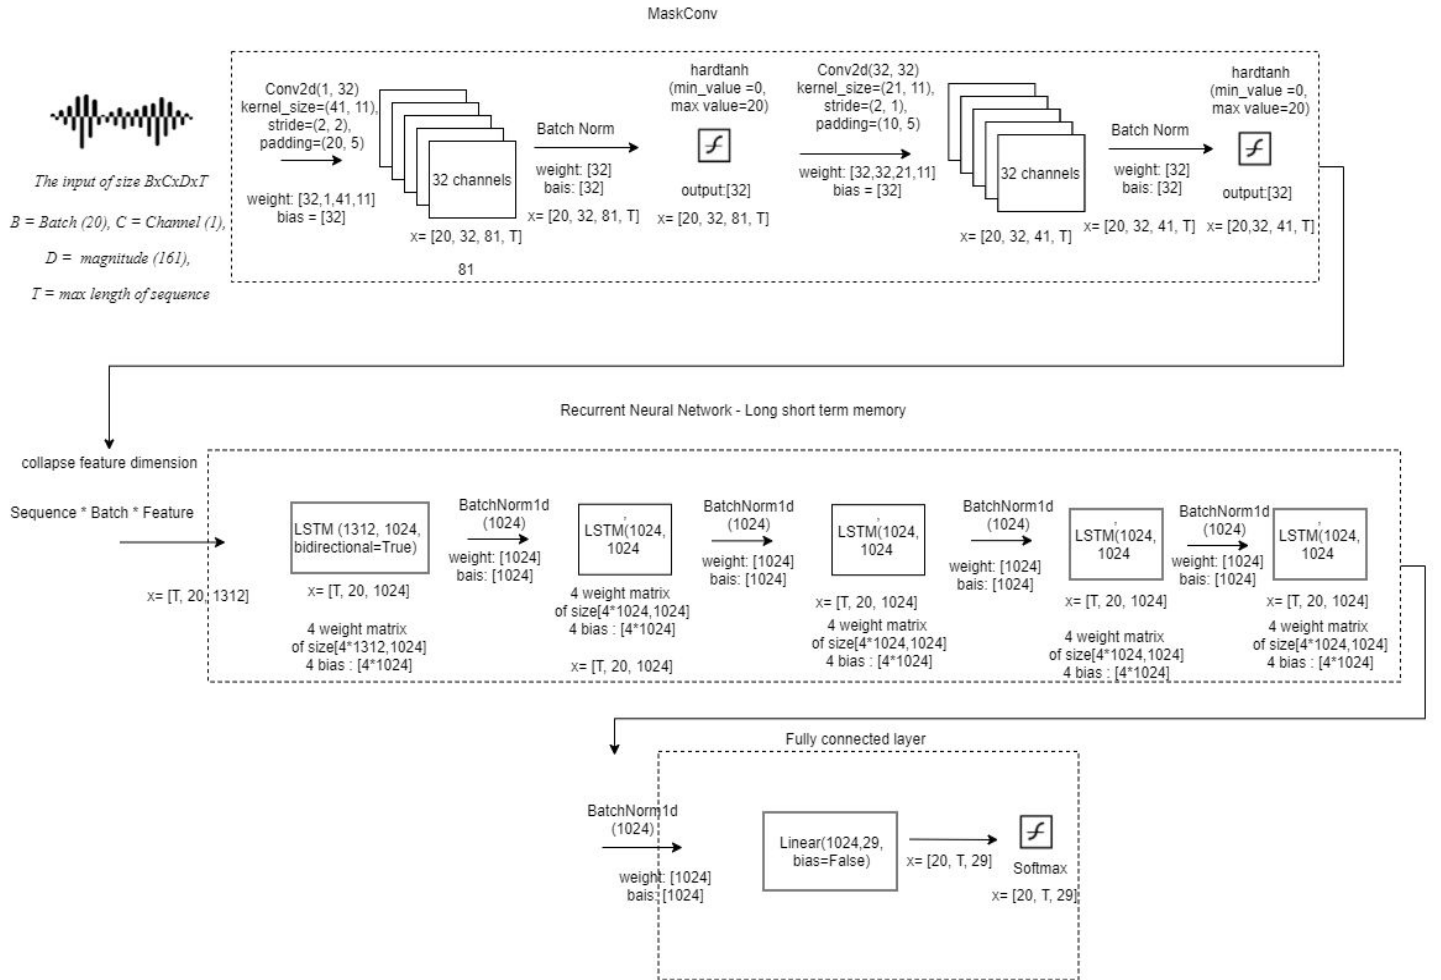 MaskConv
Conv2d(1, 32)
kernel_size=(41, 11),
stride=(2, 2),
padding=(20, 5)
weight: [32,1,41,11]
bias = [32]
32 channels
x= [20, 32, 81, T]
81
Batch Norm
weight: [32]
bais: [32]
x= [20, 32, 81, T]
hardtanh
(min_value =0,
max value=20)
output:[32]
x= [20, 32, 81, T]
Conv2d(32, 32)
kernel_size=(21, 11),
stride=(2, 1),
padding=(10, 5)
weight: [32,32,21,11]
bias = [32]
32 channels
x= [20, 32, 41, T]
Batch Norm
weight: [32]
bais: [32]
x= [20, 32, 41, T]
hardtanh
(min_value =0,
max value=20)
output:[32]
x= [20,32, 41, T]
The input of size BxCxDxT
B = Batch (20), C = Channel (1),
D = magnitude (161),
T = max length of sequence
Recurrent Neural Network - Long short term memory
collapse feature dimension
Sequence * Batch * Feature
x= [T, 20, 1312]
LSTM (1312, 1024,
bidirectional=True)
x= [T, 20, 1024]
4 weight matrix
of size[4*1312,1024]
4 bias : [4*1024]
BatchNorm1d
(1024)
weight: [1024]
bais: [1024]
LSTM(1024,
1024
4 weight matrix
of size[4*1024,1024]
4 bias : [4*1024]
x= [T, 20, 1024]
BatchNorm1d
(1024)
weight: [1024]
bais: [1024]
LSTM(1024,
1024
x= [T, 20, 1024]
4 weight matrix
of size[4*1024,1024]
4 bias : [4*1024]
BatchNorm1d
(1024)
weight: [1024]
bais: [1024]
LSTM(1024,
1024
x= [T, 20, 1024]
4 weight matrix
of size[4*1024,1024]
4 bias : [4*1024]
BatchNorm1d
(1024)
weight: [1024]
bais: [1024]
LSTM(1024,
1024
x= [T, 20, 1024]
4 weight matrix
of size[4*1024,1024]
4 bias : [4*1024]
Fully connected layer
BatchNorm1d
(1024)
weight: [1024]
bais: [1024]
Linear(1024,29,
bias=False)
x= [20, T, 29]
Softmax
x= [20, T, 29]